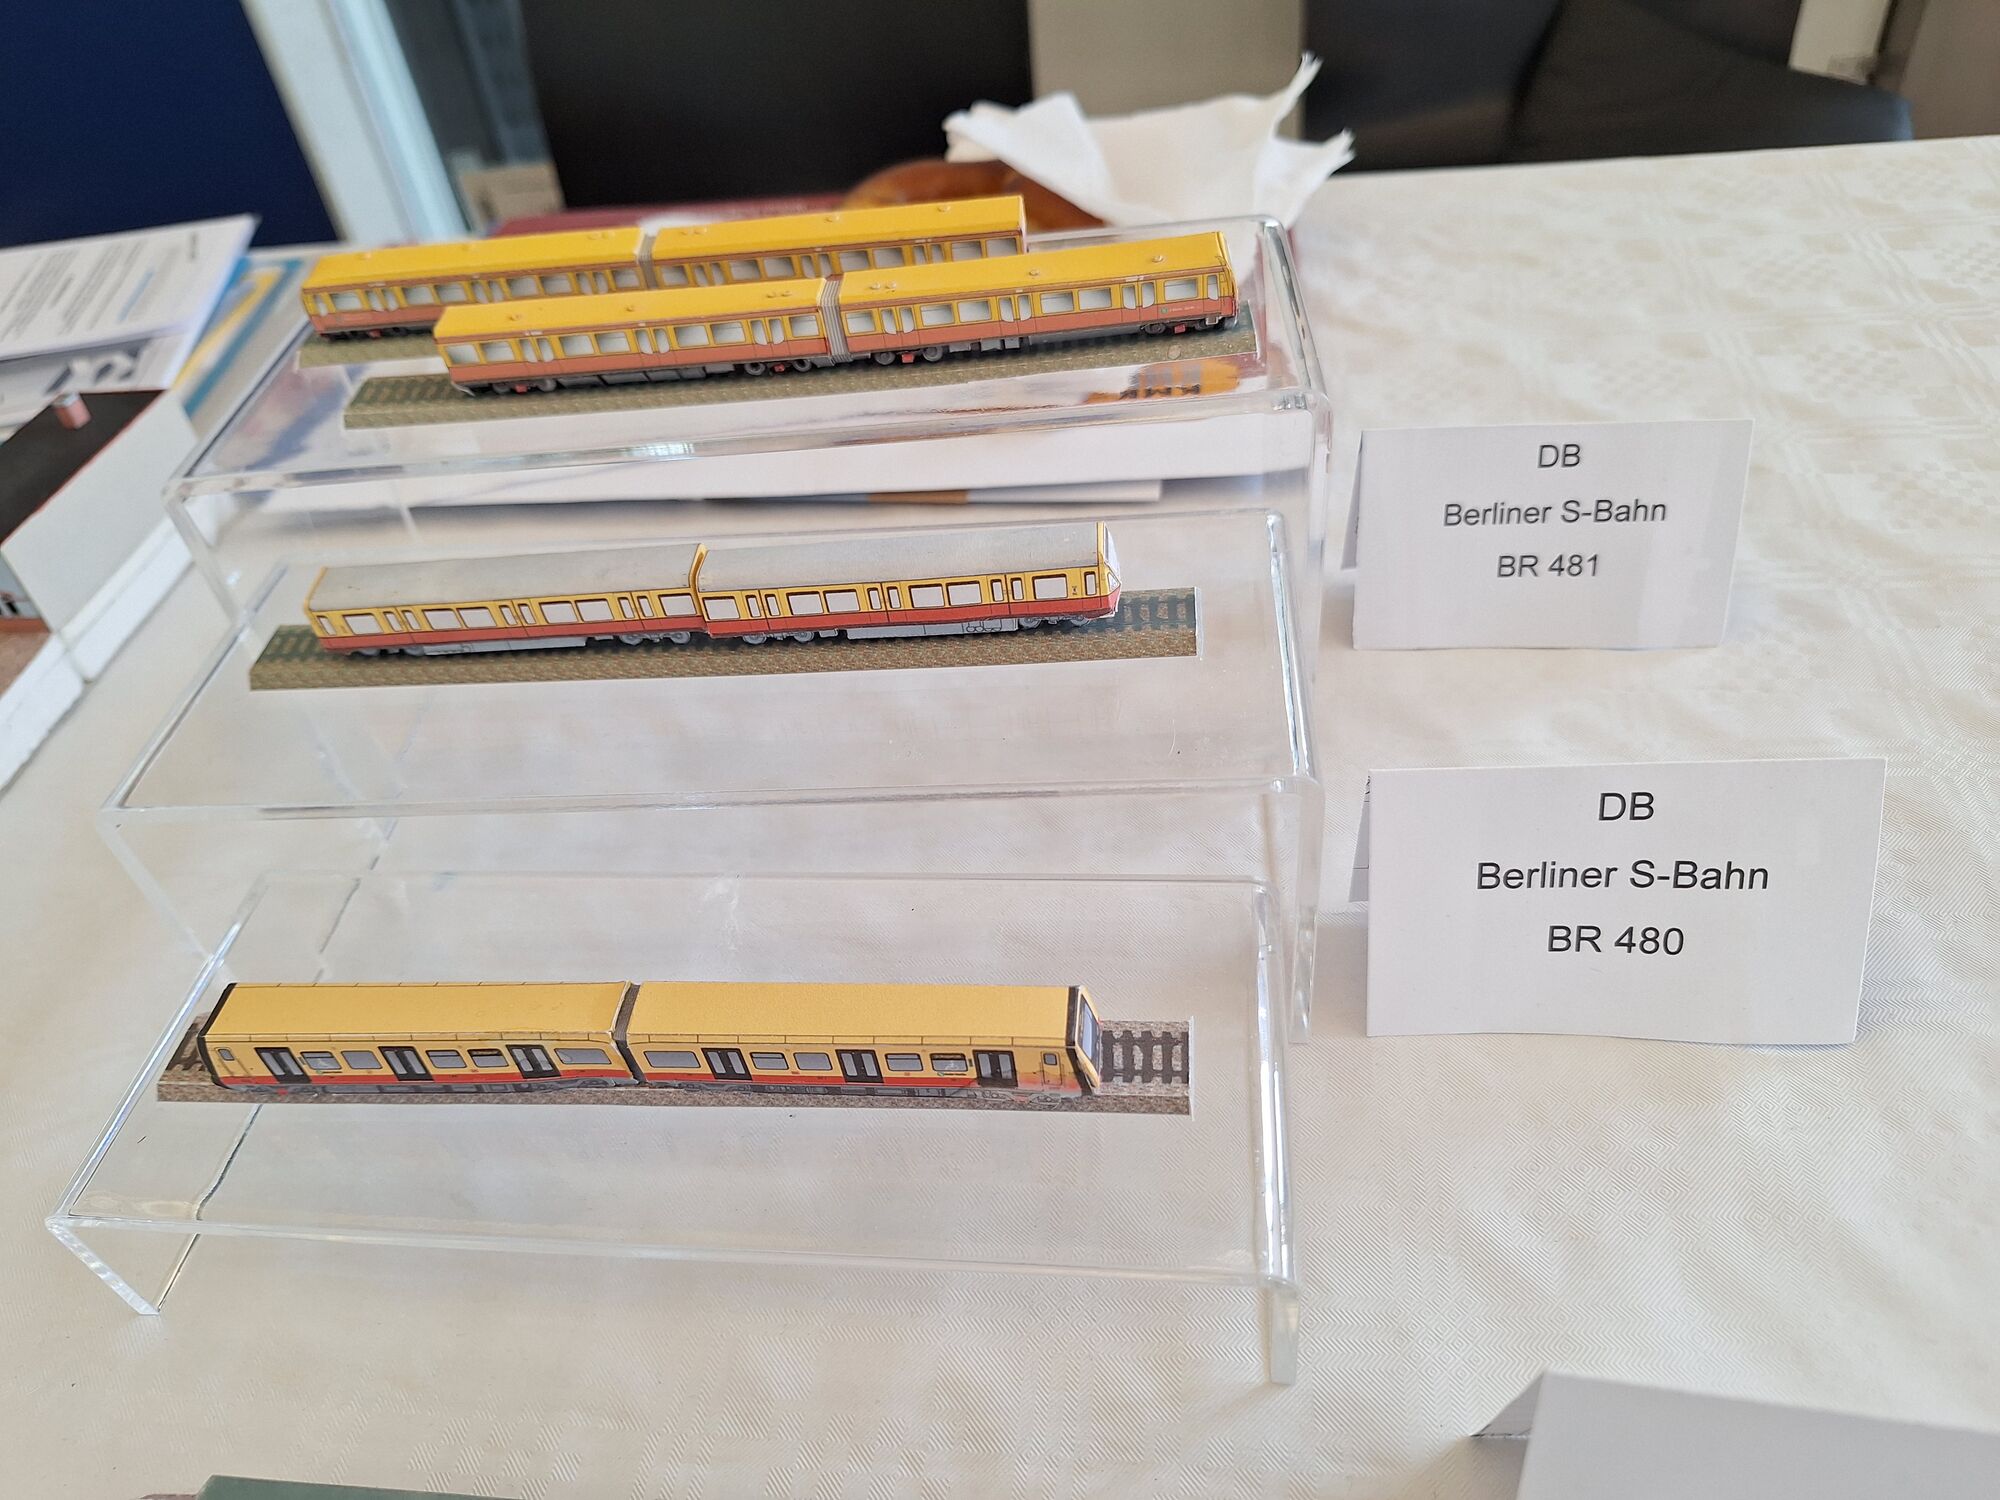 DB
Berliner S-Bahn
BR 481
DB
Berliner S-Bahn
BR 480